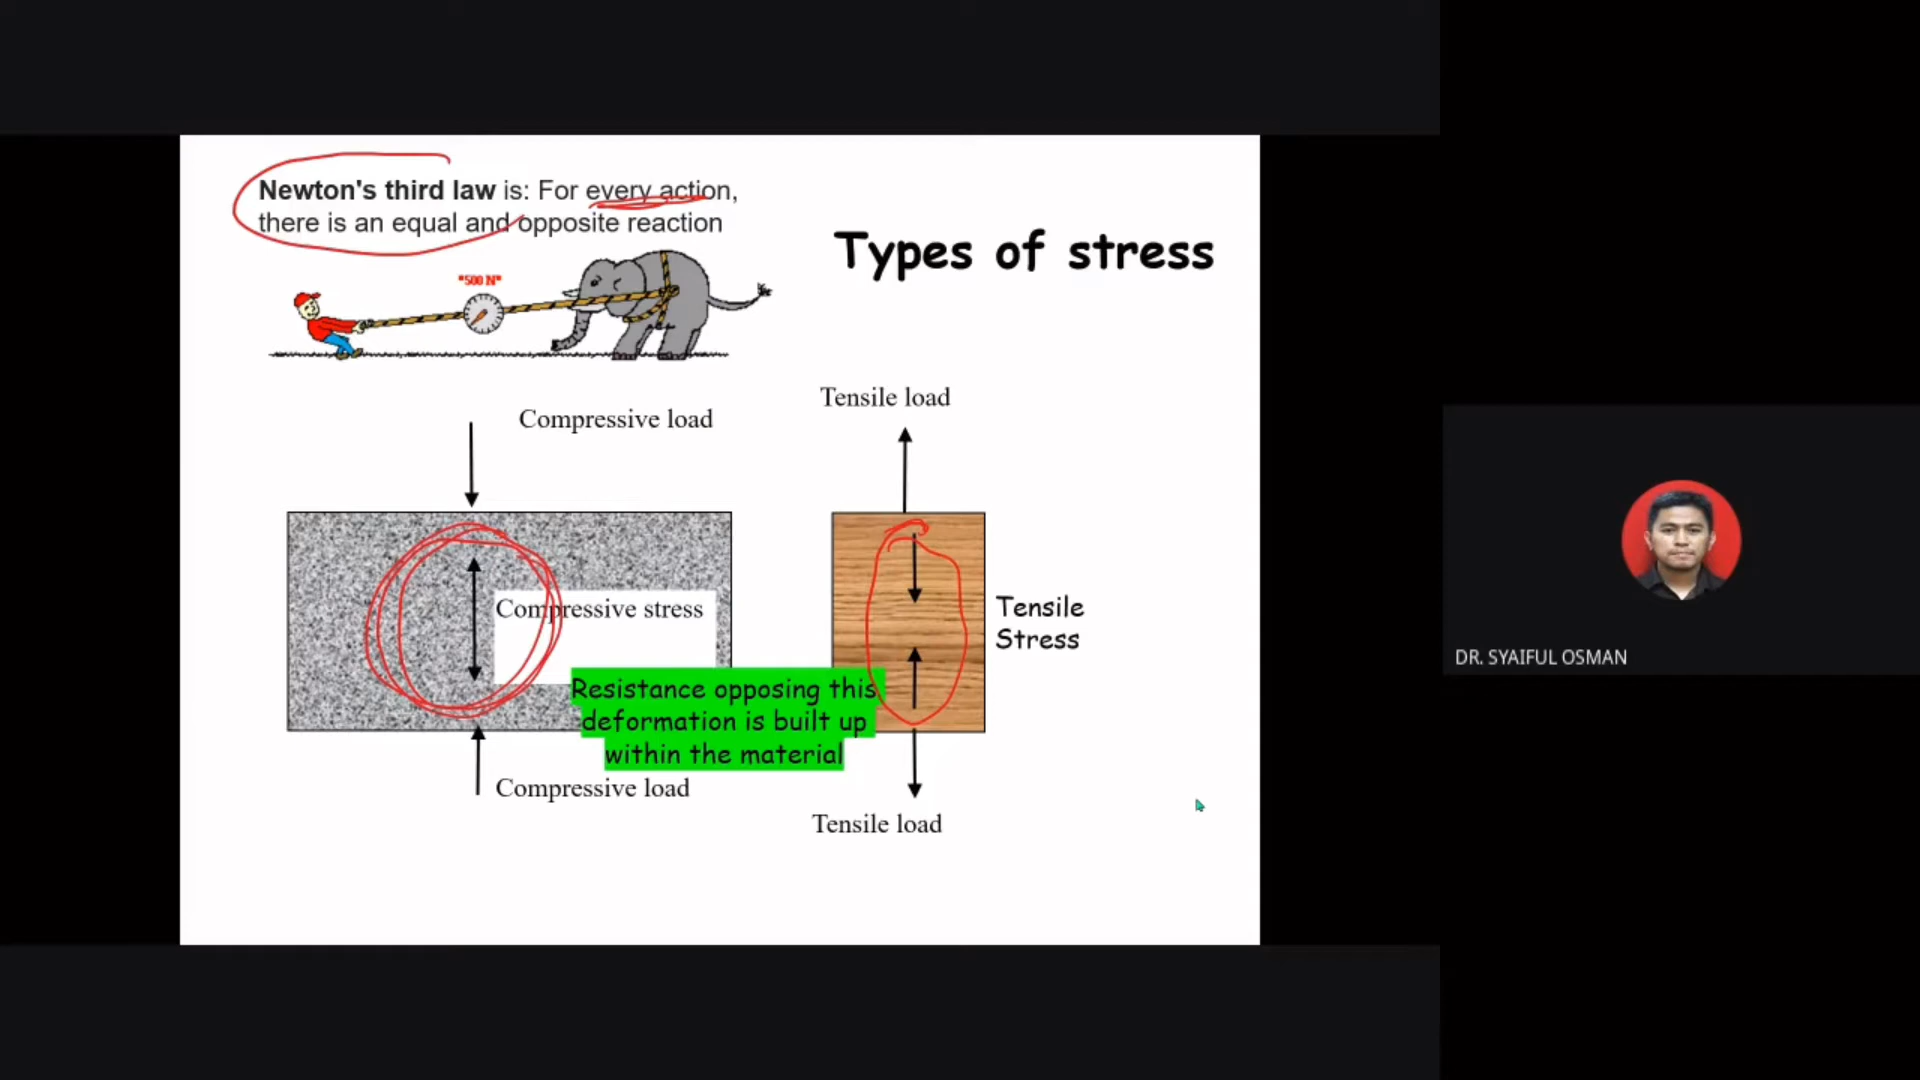 Newton's third law is: For every action,
there is an equal and opposite reaction
Types of stress
"500 N"
Tensile load
Compressive load
Compressive stress
Tensile
Stress
Resistance opposing this
deformation is built up
within the material
Compressive load
Tensile load
DR. SYAIFUL OSMAN